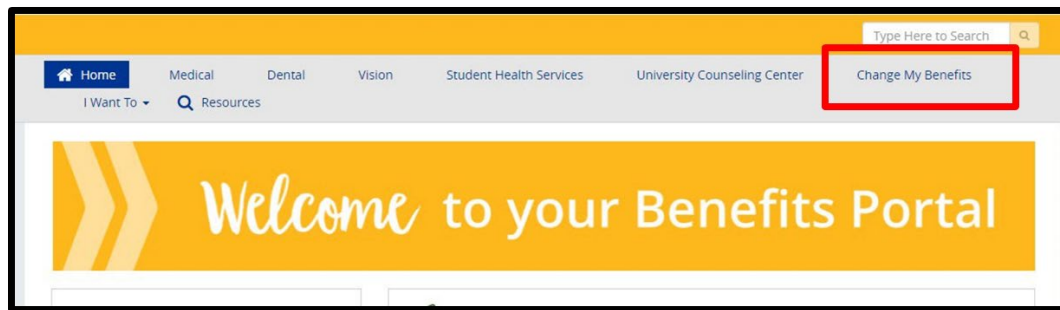 Type Here to Search
Home Medical Dental Vision Student Health Services University Counseling Center Change My Benefits
I Want To Resources
Welcome to your Benefits Portal